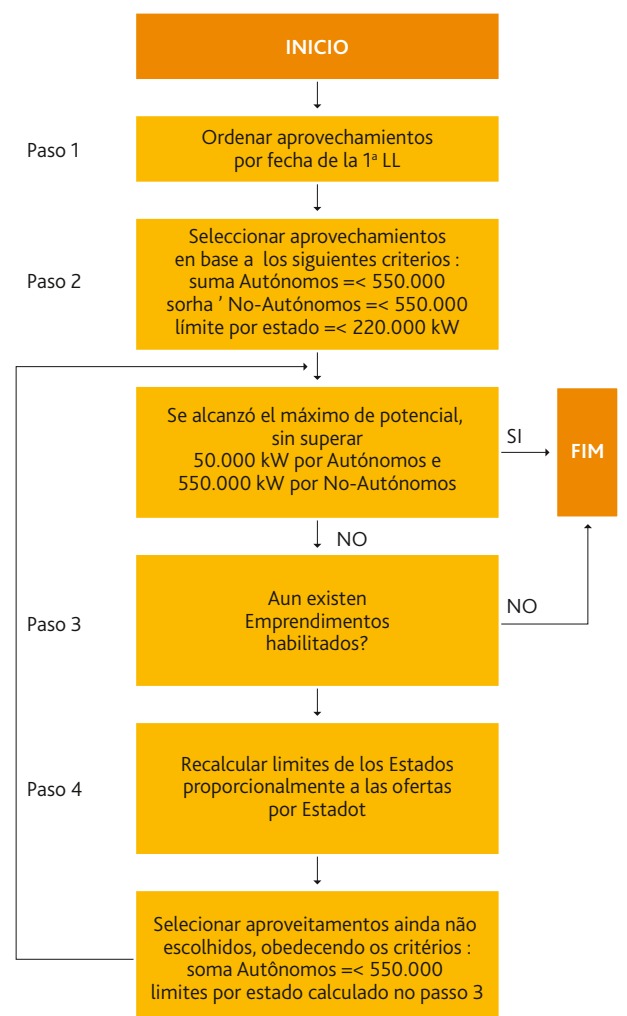 INICIO
Paso 1
Ordenar aprovechamientos
por fecha de la 1ª LL
Paso 2
Seleccionar aprovechamientos
en base a los siguientes criterios :
suma Autónomos =< 550.000
sorha ’ No-Autónomos =< 550.000
límite por estado =< 220.000 kW
Se alcanzó el máximo de potencial,
sin superar
50.000 kW por Autónomos e
550.000 kW por No-Autónomos
SI
FIM
NO
Paso 3
Aun existen
Emprendimentos
habilitados?
NO
Paso 4
Recalcular limites de los Estados
proporcionalmente a las ofertas
por Estadot
Selecionar aproveitamentos ainda não
escolhidos, obedecendo os critérios :
soma Autônomos =< 550.000
limites por estado calculado no passo 3